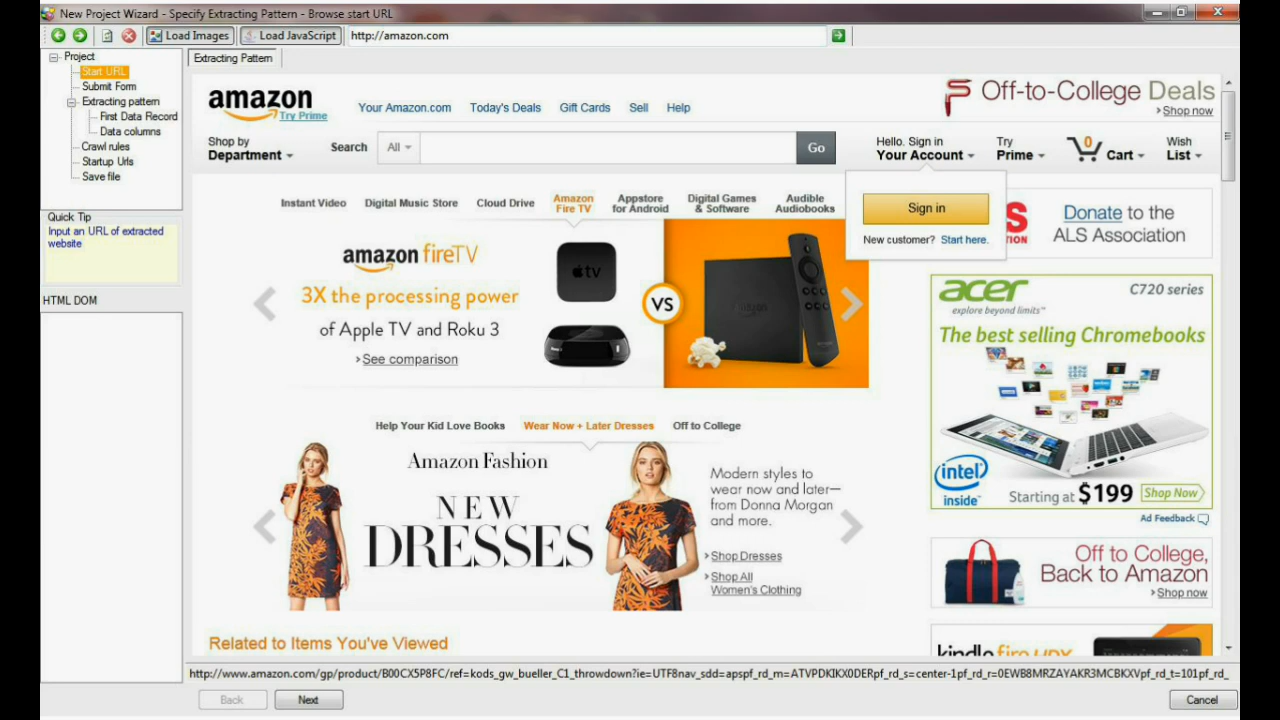 New Project Wizard - Specify Extracting Pattern - Browse start URL
Load Images Load JavaScript http://amazon.com
Project
Start URL
Submit Form
Extracting pattern
First Data Record
Data columns
Crawl rules
Startup Urls
Save file
Quick Tip
Input an URL of extracted
website
HTML DOM
Extracting Pattern
amazon
Try Prime
Your Amazon.com Today's Deals Gift Cards Sell Help
Off-to-College Deals
Shop now
Shop by
Department
Search All Go
Hello. Sign in
Your Account
Try
Prime
0
Cart
Wish
List
Sign in
New customer? Start here.
Instant Video Digital Music Store Cloud Drive
Amazon
Fire TV
Appstore
for Android
Digital Games
& Software
Audible
Audiobooks
amazon fireTV
3X the processing power
of Apple TV and Roku 3
See comparison
tv
VS
amazon
Donate to the
ALS Association
acer C720 series
explore beyond limits™
The best selling Chromebooks
intel
inside
Starting at $199 Shop Now
Ad Feedback
Help Your Kid Love Books Wear Now + Later Dresses Off to College
Amazon Fashion
NEW
DRESSES
Modern styles to
wear now and later—
from Donna Morgan
and more.
Shop Dresses
Shop All
Women's Clothing
Off to College,
Back to Amazon
Shop now
Related to Items You've Viewed
kindle fire HDX
http://www.amazon.com/gp/product/B00CX5P8FC/ref=kods_gw_bueller_C1_throwdown?ie=UTF8nav_sdd=apspf_rd_m=ATVPDKIKX0DERpf_rd_s=center-1pf_rd_r=0EWB8MRZAYAKR3MCBKXVpf_rd_t=101pf_rd_
Back Next Cancel